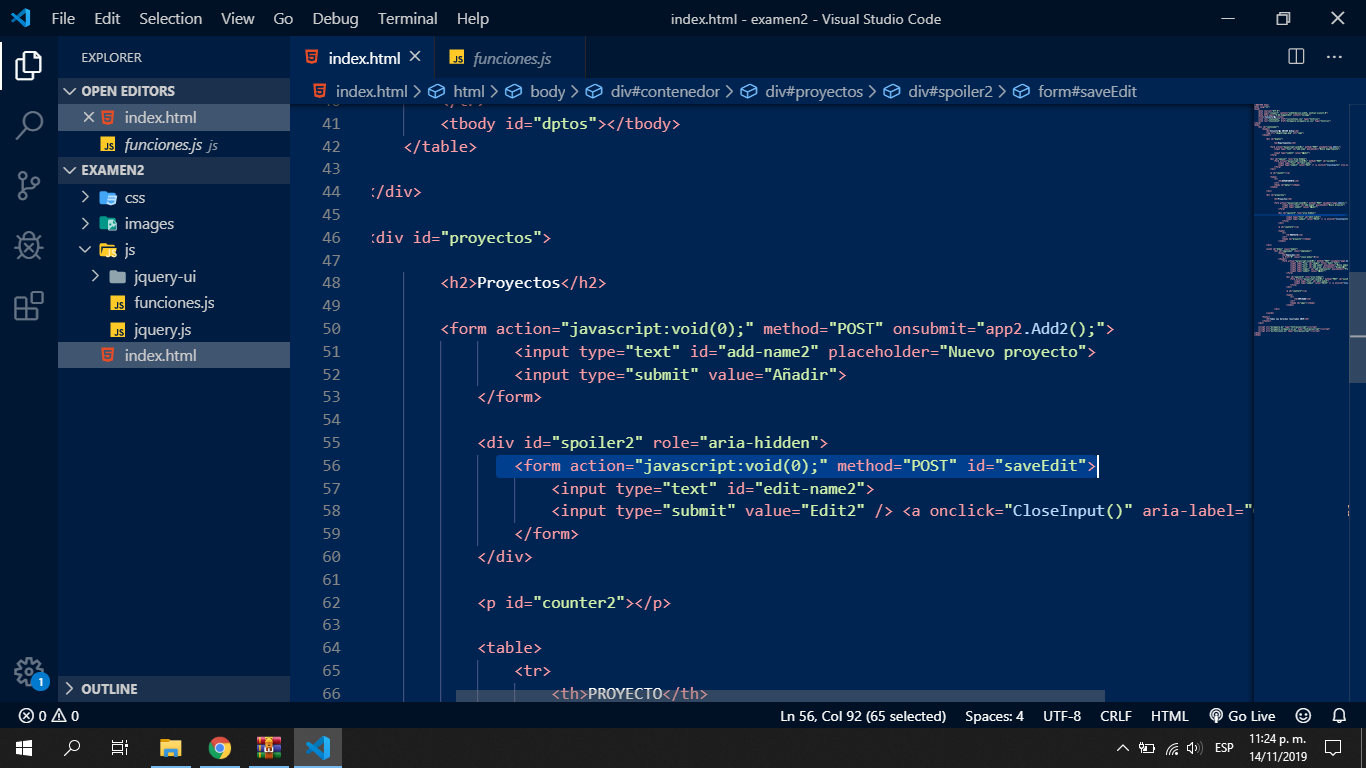 File Edit Selection View Go Debug Terminal Help
index.html - examen2 - Visual Studio Code
EXPLORER
OPEN EDITORS
index.html
funciones.js js
EXAMEN2
css
images
js
jquery-ui
funciones.js
jquery.js
index.html
OUTLINE
1
index.html
funciones.js
index.html > html > body > div#contenedor > div#proyectos > div#spoiler2 > form#saveEdit
41 <tbody id="dptos"></tbody>
42 </table>
43
44 </div>
45
46 <div id="proyectos">
47
48 <h2>Proyectos</h2>
49
50 <form action="javascript:void(0);" method="POST" onsubmit="app2.Add2();">
51 <input type="text" id="add-name2" placeholder="Nuevo proyecto">
52 <input type="submit" value="Añadir">
53 </form>
54
55 <div id="spoiler2" role="aria-hidden">
56 <form action="javascript:void(0);" method="POST" id="saveEdit">
57 <input type="text" id="edit-name2">
58 <input type="submit" value="Edit2" /> <a onclick="CloseInput()" aria-label="
59 </form>
60 </div>
61
62 <p id="counter2"></p>
63
64 <table>
65 <tr>
66 <th>PROYECTO</th>
0 0
Ln 56, Col 92 (65 selected) Spaces: 4 UTF-8 CRLF HTML Go Live
ESP
11:24 p. m.
14/11/2019